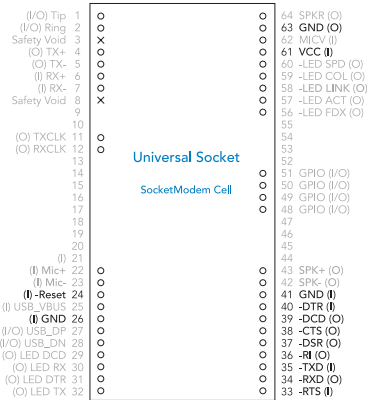 (I/O) Tip 1
(I/O) Ring 2
Safety Void 3
(O) TX+ 4
(O) TX- 5
(I) RX+ 6
(I) RX- 7
Safety Void 8
9
10
(O) TXCLK 11
(O) RXCLK 12
13
14
15
16
17
18
19
20
(I) 21
(I) Mic+ 22
(I) Mic- 23
(I) -Reset 24
(I) USB_VBUS 25
(I) GND 26
(I/O) USB_DP 27
(I/O) USB_DN 28
(O) LED DCD 29
(O) LED RX 30
(O) LED DTR 31
(O) LED TX 32
Universal Socket
SocketModem Cell
64 SPKR (O)
63 GND (O)
62 MICV (I)
61 VCC (I)
60 -LED SPD (O)
59 -LED COL (O)
58 -LED LINK (O)
57 -LED ACT (O)
56 -LED FDX (O)
55
54
53
52
51 GPIO (I/O)
50 GPIO (I/O)
49 GPIO (I/O)
48 GPIO (I/O)
47
46
45
44
43 SPK+ (O)
42 SPK- (O)
41 GND (I)
40 -DTR (I)
39 -DCD (O)
38 -CTS (O)
37 -DSR (O)
36 -RI (O)
35 -TXD (I)
34 -RXD (O)
33 -RTS (I)